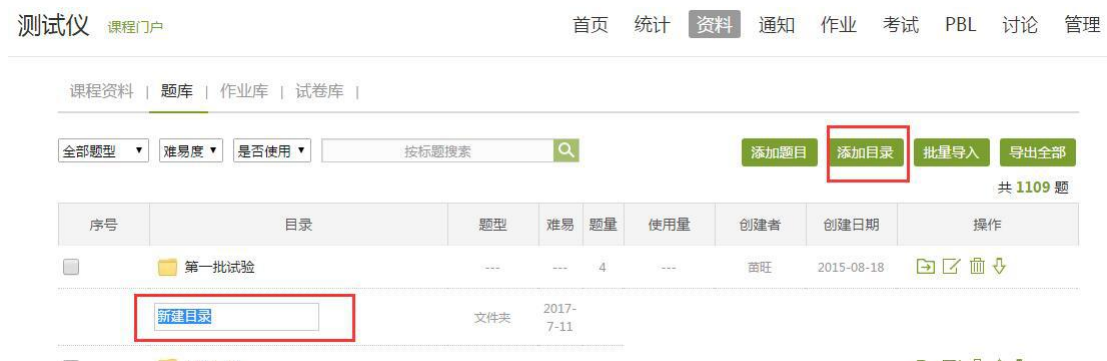 测试仪 课程门户 首页 统计 资料 通知 作业 考试 PBL 讨论 管理
课程资料 | 题库 | 作业库 | 试卷库 |
全部题型 难易度 是否使用 按标题搜索 添加题目 添加目录 批量导入 导出全部
共 1109 题
序号 目录 题型 难易 题量 使用量 创建者 创建日期 操作
第一批试验 --- --- 4 --- 苗旺 2015-08-18
新建目录 文件夹 2017-
7-11